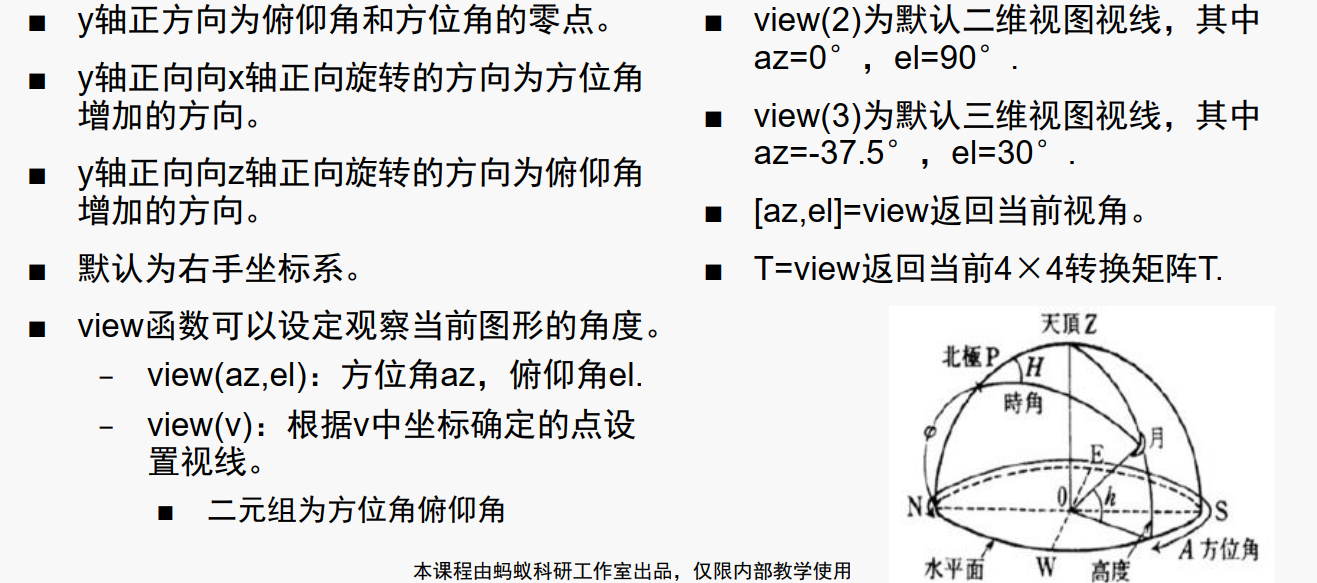 ■ y轴正方向为俯仰角和方位角的零点。
■ y轴正向向x轴正向旋转的方向为方位角
增加的方向。
■ y轴正向向z轴正向旋转的方向为俯仰角
增加的方向。
■ 默认为右手坐标系。
■ view函数可以设定观察当前图形的角度。
– view(az,el)：方位角az，俯仰角el.
– view(v)：根据v中坐标确定的点设
置视线。
■ 二元组为方位角俯仰角
■ view(2)为默认二维视图视线，其中
az=0°，el=90°.
■ view(3)为默认三维视图视线，其中
az=-37.5°，el=30°.
■ [az,el]=view返回当前视角。
■ T=view返回当前4×4转换矩阵T.
天頂Z
北極P
H
時角
φ
月
E
N
0
h
S
A 方位角
水平面
W
高度
本课程由蚂蚁科研工作室出品，仅限内部教学使用